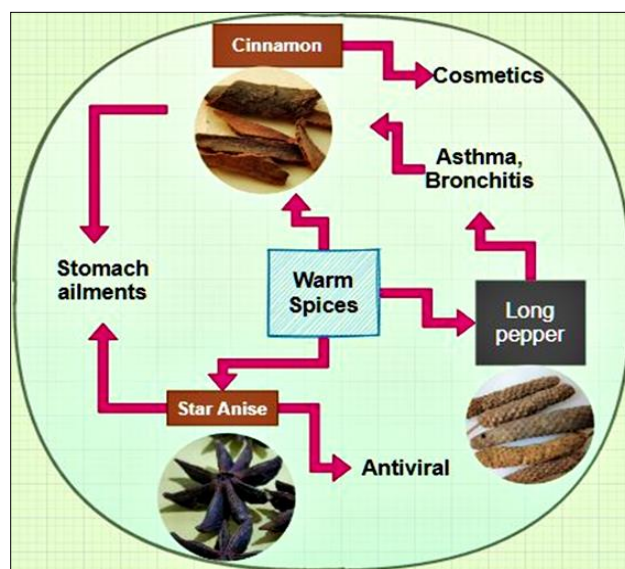 Cinnamon
Cosmetics
Asthma,
Bronchitis
Stomach
ailments
Warm
Spices
Long
pepper
Star Anise
Antiviral